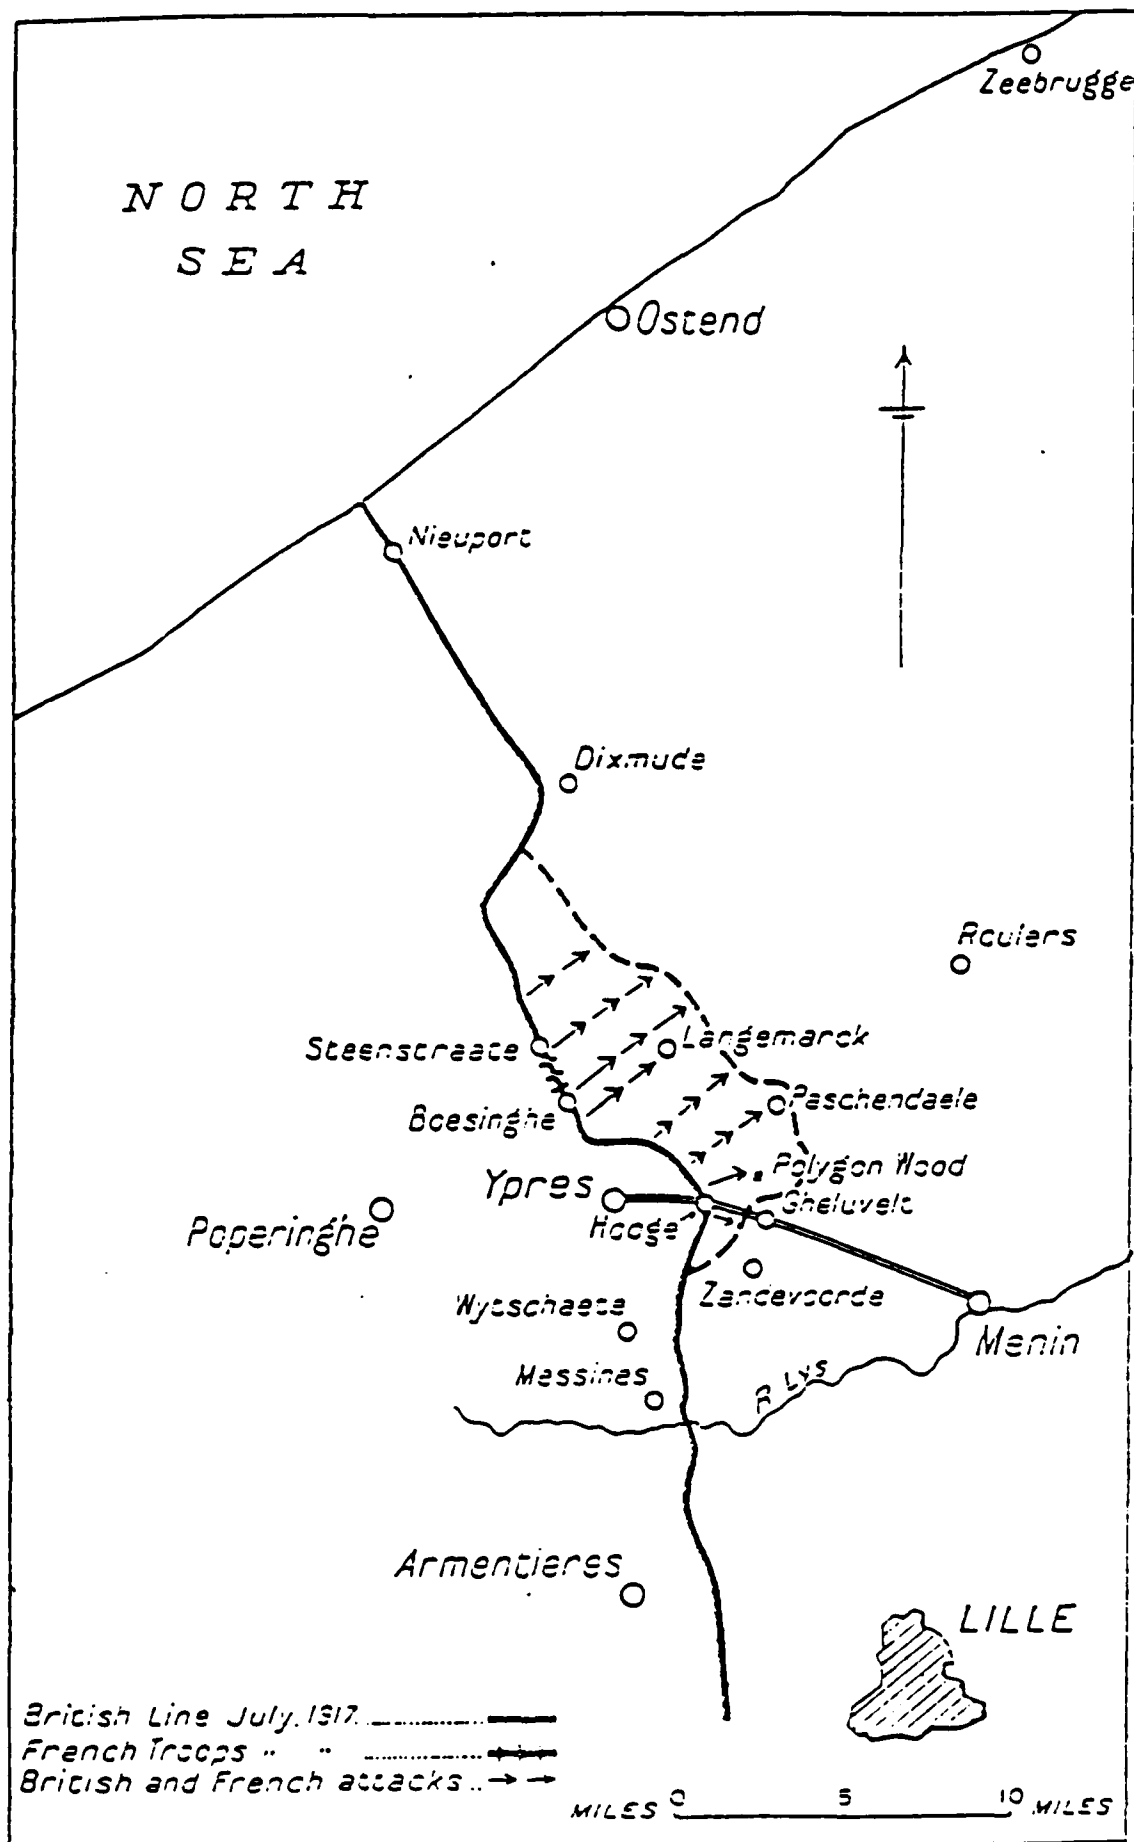 Zeebrugge
NORTH
SEA
Ostend
Nieuport
Dixmude
Roulers
Steenstraate
Langemarck
Boesinghe
Paschendaele
Polygon Wood
Ypres
Gheluvelt
Hooge
Poperinghe
Zandevoorde
Wytschaete
Menin
Messines
R Lys
Armentieres
LILLE
British Line July. 1917
French Troops " "
British and French attacks
MILES 0 5 10 MILES